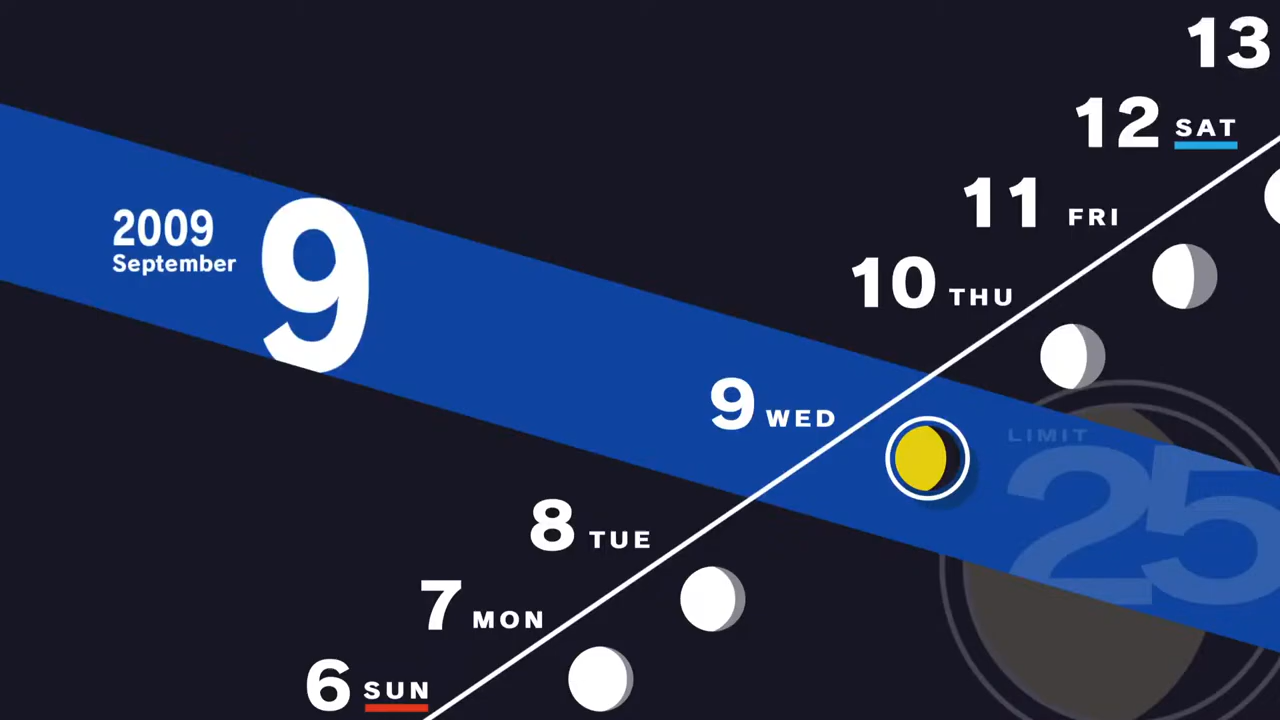 13
12 SAT
11 FRI
10 THU
2009
September
9
9 WED
LIMIT
25
8 TUE
7 MON
6 SUN